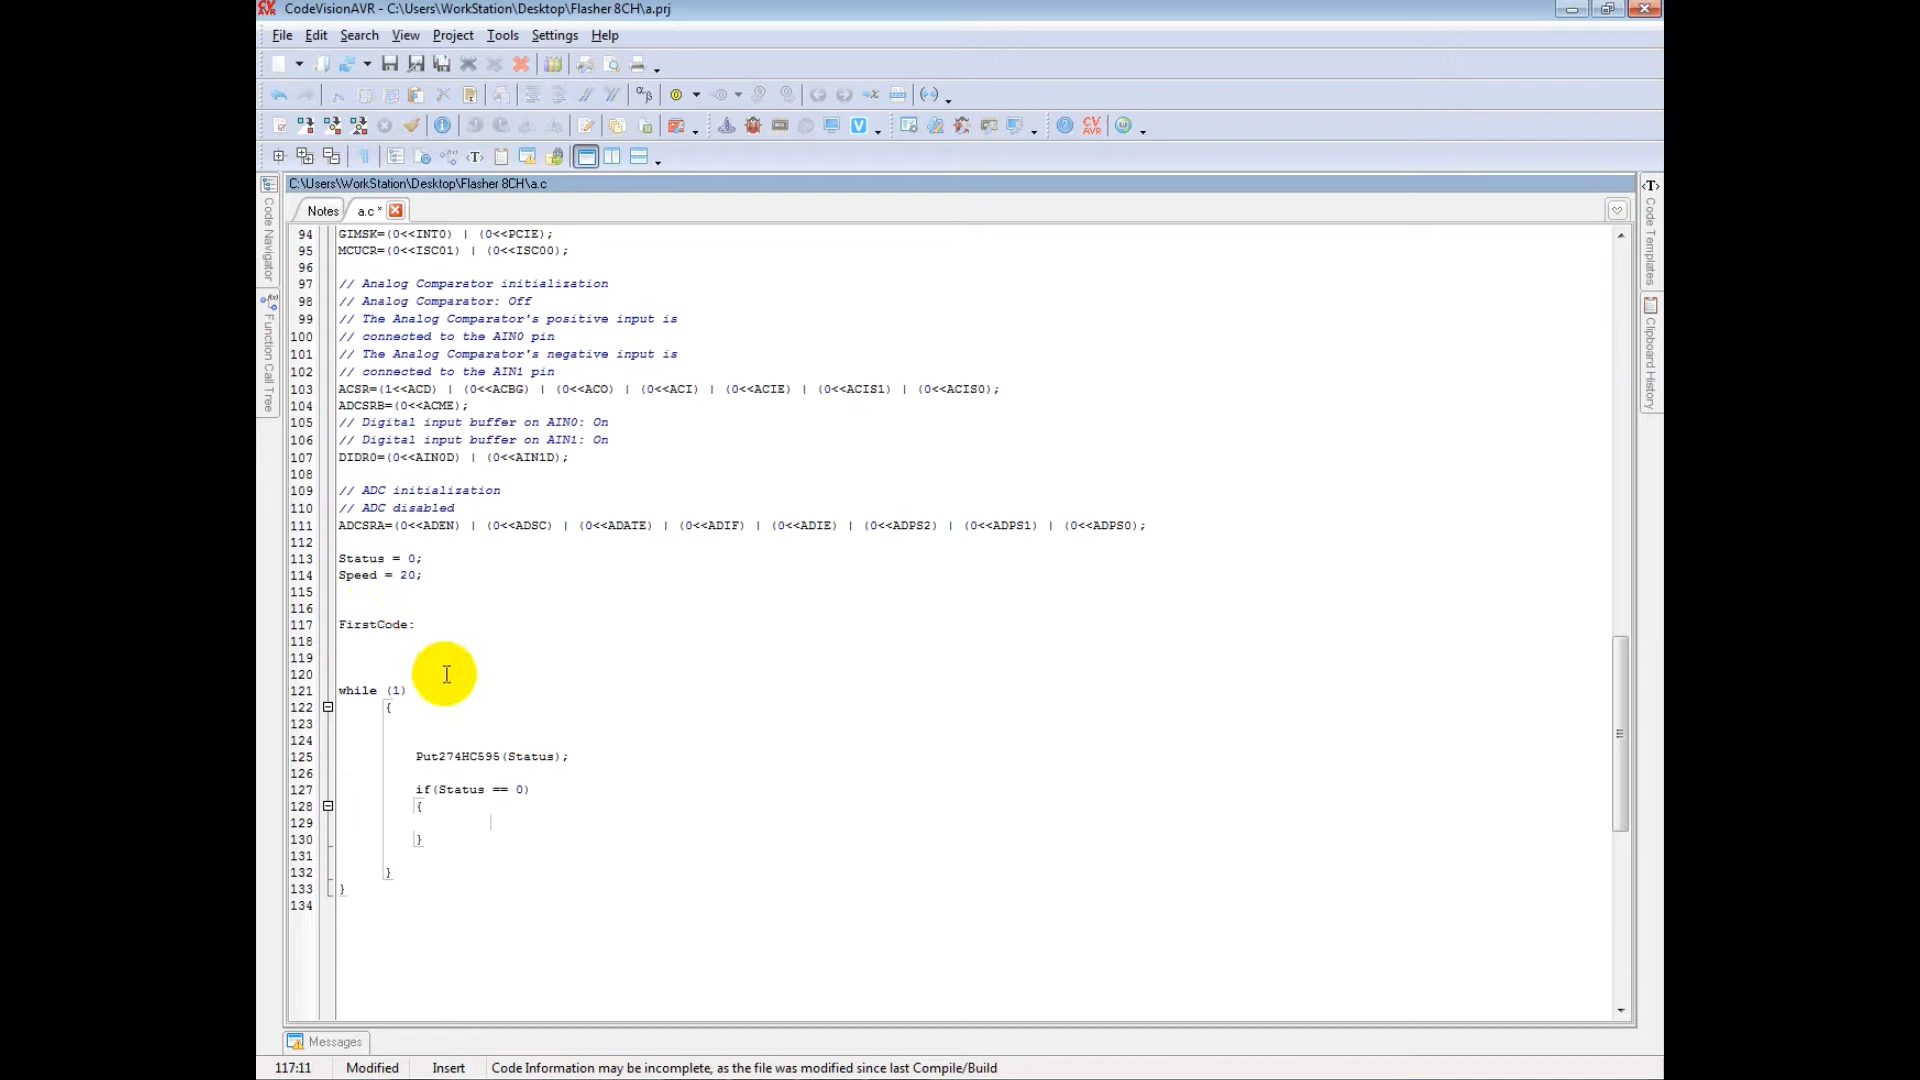 CodeVisionAVR - C:\Users\WorkStation\Desktop\Flasher 8CH\a.prj
File Edit Search View Project Tools Settings Help
C:\Users\WorkStation\Desktop\Flasher 8CH\a.c
Notes a.c *
Code Navigator
Function Call Tree
Code Templates
Clipboard History
94 GIMSK=(0<<INT0) | (0<<PCIE);
95 MCUCR=(0<<ISC01) | (0<<ISC00);
96
97 // Analog Comparator initialization
98 // Analog Comparator: Off
99 // The Analog Comparator's positive input is
100 // connected to the AIN0 pin
101 // The Analog Comparator's negative input is
102 // connected to the AIN1 pin
103 ACSR=(1<<ACD) | (0<<ACBG) | (0<<ACO) | (0<<ACI) | (0<<ACIE) | (0<<ACIS1) | (0<<ACIS0);
104 ADCSRB=(0<<ACME);
105 // Digital input buffer on AIN0: On
106 // Digital input buffer on AIN1: On
107 DIDR0=(0<<AIN0D) | (0<<AIN1D);
108
109 // ADC initialization
110 // ADC disabled
111 ADCSRA=(0<<ADEN) | (0<<ADSC) | (0<<ADATE) | (0<<ADIF) | (0<<ADIE) | (0<<ADPS2) | (0<<ADPS1) | (0<<ADPS0);
112
113 Status = 0;
114 Speed = 20;
115
116
117 FirstCode:
118
119
120
121 while (1)
122 {
123
124
125 Put274HC595(Status);
126
127 if(Status == 0)
128 {
129
130 }
131
132 }
133 }
134
Messages
117:11 Modified Insert Code Information may be incomplete, as the file was modified since last Compile/Build